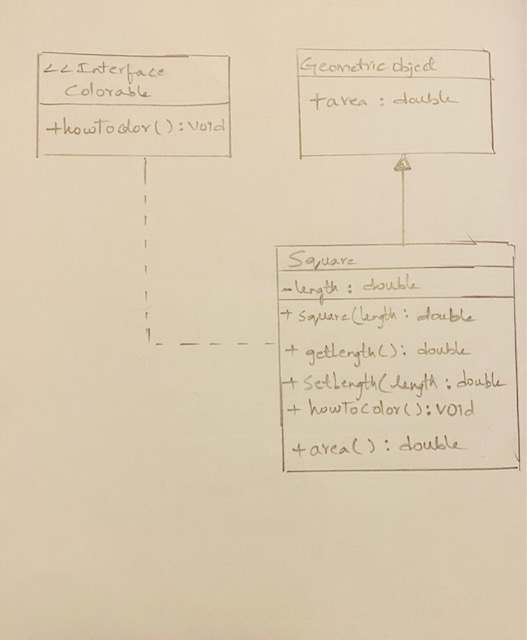 <<Interface
Colorable
+howTocolor() : Void
Geometric object
+area : double
Square
-length : double
+ Square(length : double
+ getLength() : double
+ SetLength(length : double
+ howTocolor() : VOID
+area() : double